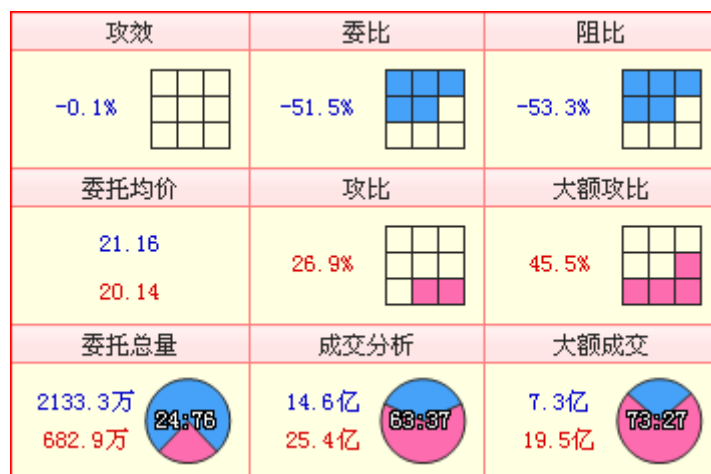 攻效 委比 阻比
-0.1% -51.5% -53.3%
委托均价 攻比 大额攻比
21.16
26.9% 45.5%
20.14
委托总量 成交分析 大额成交
2133.3万 14.6亿 7.3亿
24:76 63:37 73:27
682.9万 25.4亿 19.5亿